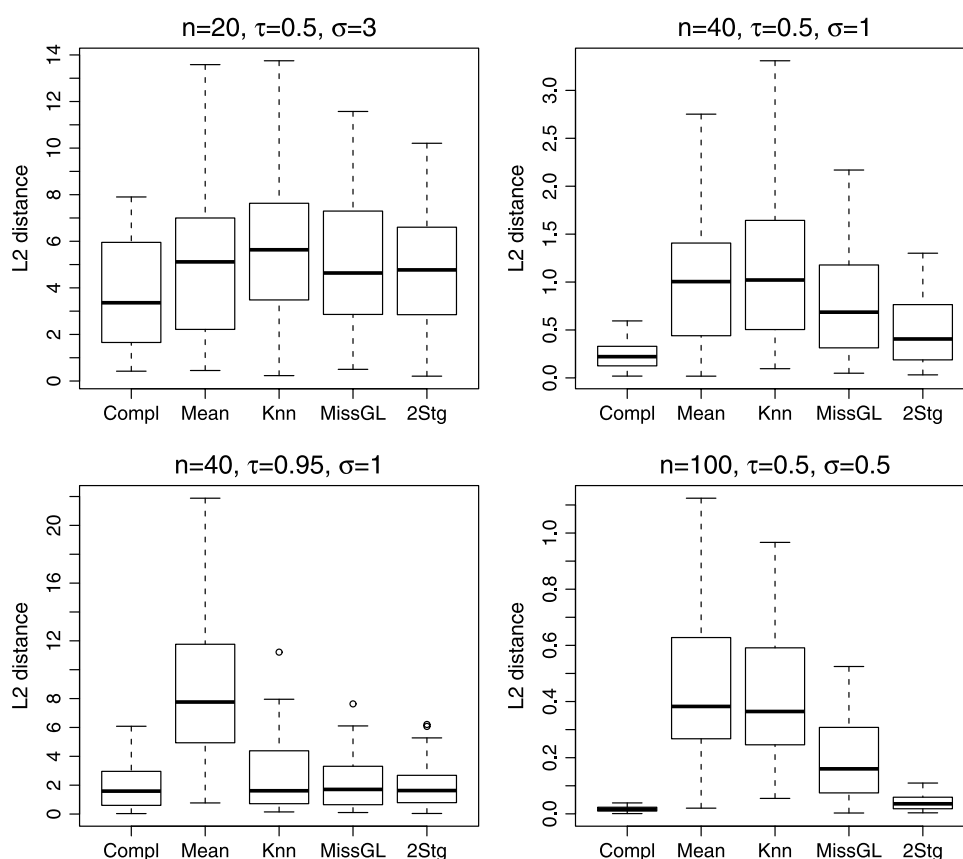 n=20, τ=0.5, σ=3
L2 distance
0 2 4 6 8 10 12 14
Compl Mean Knn MissGL 2Stg
n=40, τ=0.5, σ=1
L2 distance
0.0 0.5 1.0 1.5 2.0 2.5 3.0
Compl Mean Knn MissGL 2Stg
n=40, τ=0.95, σ=1
L2 distance
0 2 4 6 8 12 16 20
Compl Mean Knn MissGL 2Stg
n=100, τ=0.5, σ=0.5
L2 distance
0.0 0.2 0.4 0.6 0.8 1.0
Compl Mean Knn MissGL 2Stg